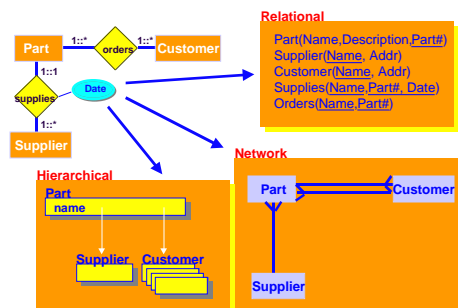 Relational
Part(Name,Description,Part#)
Supplier(Name, Addr)
Customer(Name, Addr)
Supplies(Name,Part#, Date)
Orders(Name,Part#)
1::* 1::*
Part orders Customer
1::1
supplies Date
1::*
Supplier
Hierarchical
Part
name
Supplier Customer
Network
Part Customer
Supplier